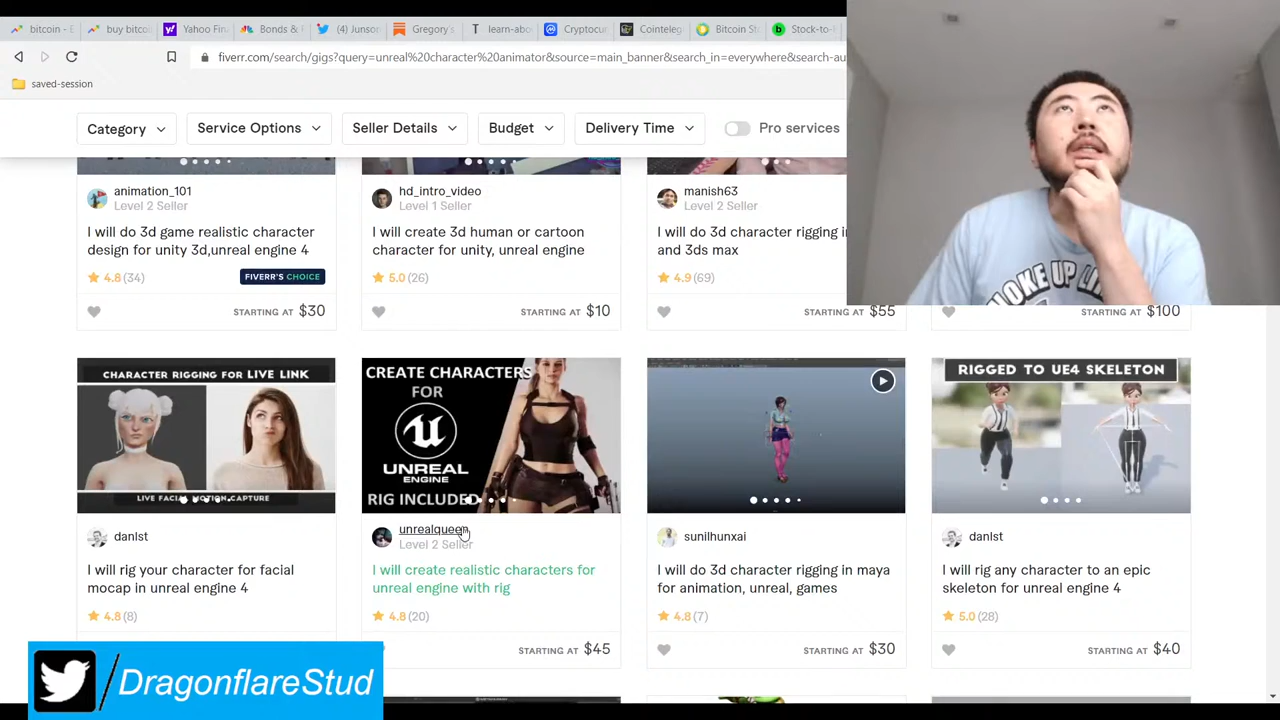 bitcoin - E
buy bitco
Yahoo Fin
Bonds &
(4) Junson
Gregory's
learn-abo
Cryptocu
Cointeleg
Bitcoin St
Stock-to-
fiverr.com/search/gigs?query=unreal%20character%20animator&source=main_banner&search_in=everywhere&search-au
saved-session
Category
Service Options
Seller Details
Budget
Delivery Time
Pro services
animation_101
Level 2 Seller
I will do 3d game realistic character
design for unity 3d,unreal engine 4
4.8 (34)
FIVERR'S CHOICE
STARTING AT $30
hd_intro_video
Level 1 Seller
I will create 3d human or cartoon
character for unity, unreal engine
5.0 (26)
STARTING AT $10
manish63
Level 2 Seller
I will do 3d character rigging in
and 3ds max
4.9 (69)
STARTING AT $55
STARTING AT $100
WOKE UP LIKE
CHARACTER RIGGING FOR LIVE LINK
LIVE FACIAL MOTION CAPTURE
danlst
I will rig your character for facial
mocap in unreal engine 4
4.8 (8)
CREATE CHARACTERS
FOR
UNREAL
ENGINE
RIG INCLUDED
unrealqueen
Level 2 Seller
I will create realistic characters for
unreal engine with rig
4.8 (20)
STARTING AT $45
sunilhunxai
I will do 3d character rigging in maya
for animation, unreal, games
4.8 (7)
STARTING AT $30
RIGGED TO UE4 SKELETON
danlst
I will rig any character to an epic
skeleton for unreal engine 4
5.0 (28)
STARTING AT $40
/DragonflareStud